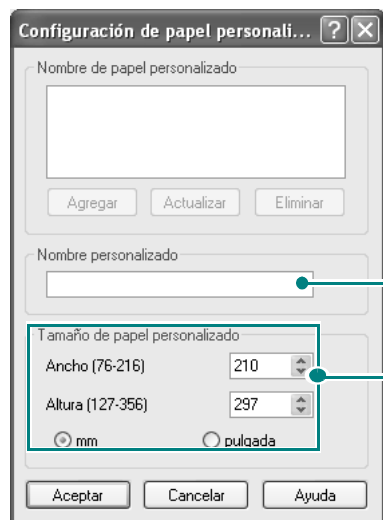 Configuración de papel personali...
Nombre de papel personalizado
Agregar Actualizar Eliminar
Nombre personalizado
Tamaño de papel personalizado
Ancho (76-216) 210
Altura (127-356) 297
mm pulgada
Aceptar Cancelar Ayuda